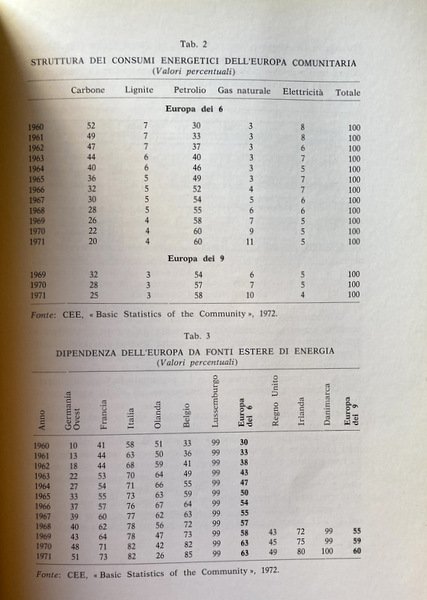 Tab. 2
STRUTTURA DEI CONSUMI ENERGETICI DELL'EUROPA COMUNITARIA
(Valori percentuali)
Carbone Lignite Petrolio Gas naturale Elettricità Totale
Europa dei 6
1960 52 7 30 3 8 100
1961 49 7 33 3 8 100
1962 47 7 37 3 6 100
1963 44 6 40 3 7 100
1964 40 6 46 3 5 100
1965 36 5 49 3 7 100
1966 32 5 52 4 7 100
1967 30 5 54 5 6 100
1968 28 5 55 6 6 100
1969 26 4 58 7 5 100
1970 22 4 60 9 5 100
1971 20 4 60 11 5 100
Europa dei 9
1969 32 3 54 6 5 100
1970 28 3 57 7 5 100
1971 25 3 58 10 4 100
Fonte: CEE, « Basic Statistics of the Community », 1972.
Tab. 3
DIPENDENZA DELL'EUROPA DA FONTI ESTERE DI ENERGIA
(Valori percentuali)
Anno Germania Ovest Francia Italia Olanda Belgio Lussemburgo Europa dei 6 Regno Unito Irlanda Danimarca Europa dei 9
1960 10 41 58 51 33 99 30
1961 13 44 63 50 36 99 33
1962 18 44 68 59 41 99 38
1963 22 53 70 64 49 99 43
1964 27 54 71 66 55 99 47
1965 33 55 73 63 59 99 50
1966 37 57 76 67 64 99 54
1967 39 60 77 62 63 99 55
1968 40 62 78 56 72 99 57
1969 43 64 78 47 73 99 58 43 72 99 55
1970 48 71 82 42 82 99 63 45 75 99 59
1971 51 73 82 26 85 99 63 49 80 100 60
Fonte: CEE, « Basic Statistics of the Community », 1972.